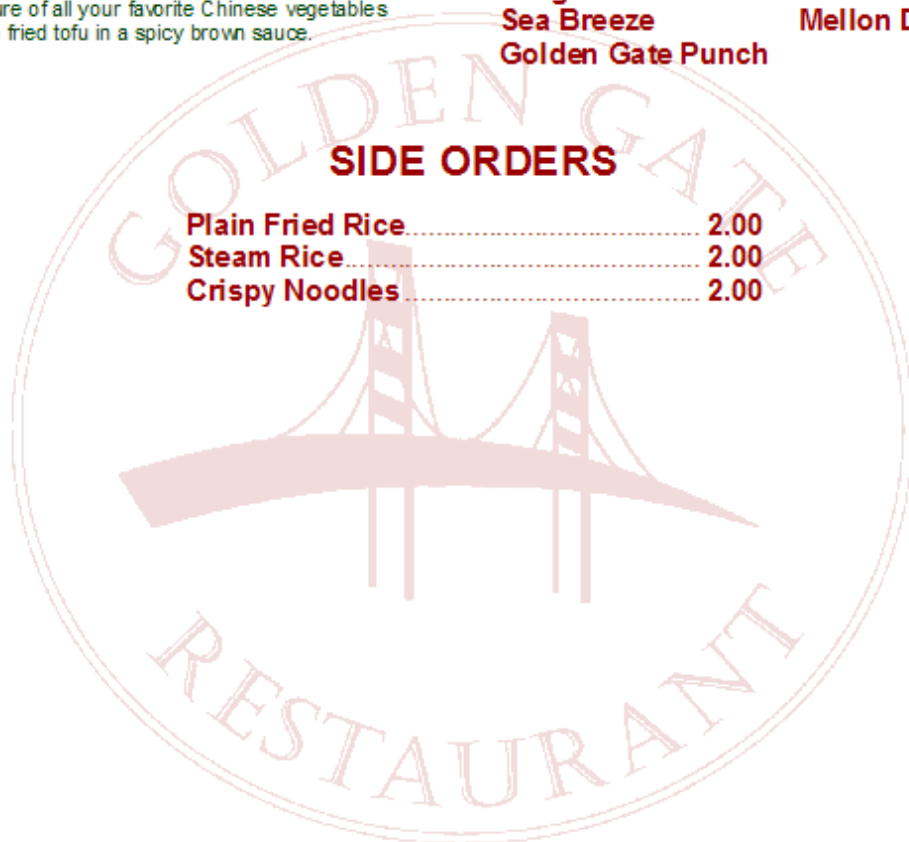 of all your favorite Chinese vegetables
fried tofu in a spicy brown sauce.
Sea Breeze Mellon
Golden Gate Punch
GOLDEN GATE
SIDE ORDERS
Plain Fried Rice 2.00
Steam Rice 2.00
Crispy Noodles 2.00
RESTAURANT